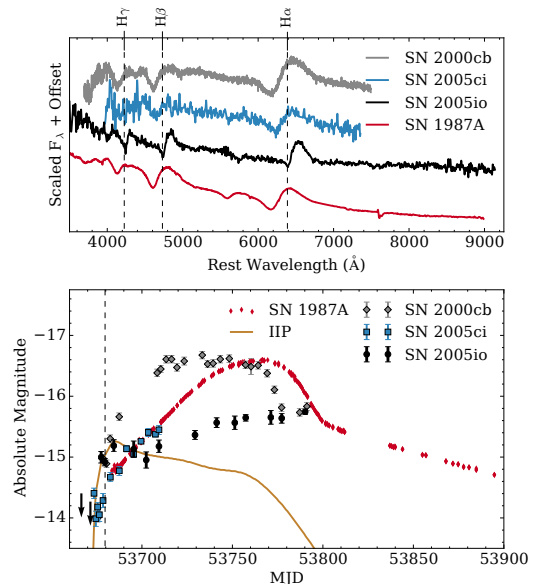 Hγ Hβ Hα
Scaled F_λ + Offset
SN 2000cb
SN 2005ci
SN 2005io
SN 1987A
4000 5000 6000 7000 8000 9000
Rest Wavelength (Å)
Absolute Magnitude
−17
−16
−15
−14
SN 1987A
IIP
SN 2005ci
SN 2000cb
SN 2005io
53700 53750 53800 53850 53900
MJD